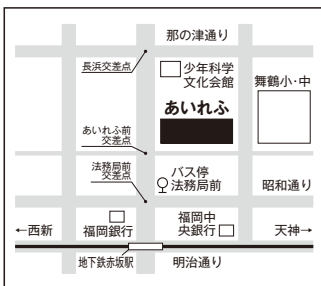 那の津通り
長浜交差点
少年科学
文化会館
舞鶴小・中
あいれふ
あいれふ前
交差点
法務局前
交差点
バス停
法務局前
昭和通り
福岡銀行
福岡中
央銀行
←西新
天神→
地下鉄赤坂駅
明治通り